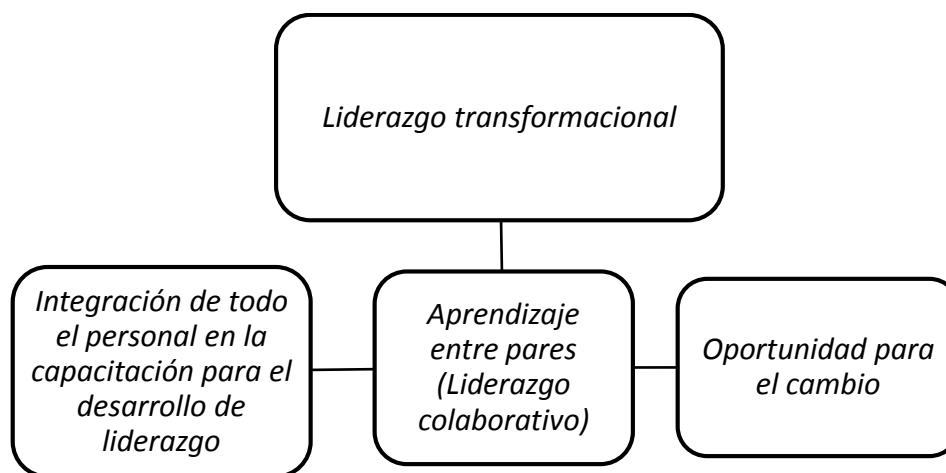 Liderazgo transformacional
Integración de todo
el personal en la
capacitación para el
desarrollo de
liderazgo
Aprendizaje
entre pares
(Liderazgo
colaborativo)
Oportunidad para
el cambio